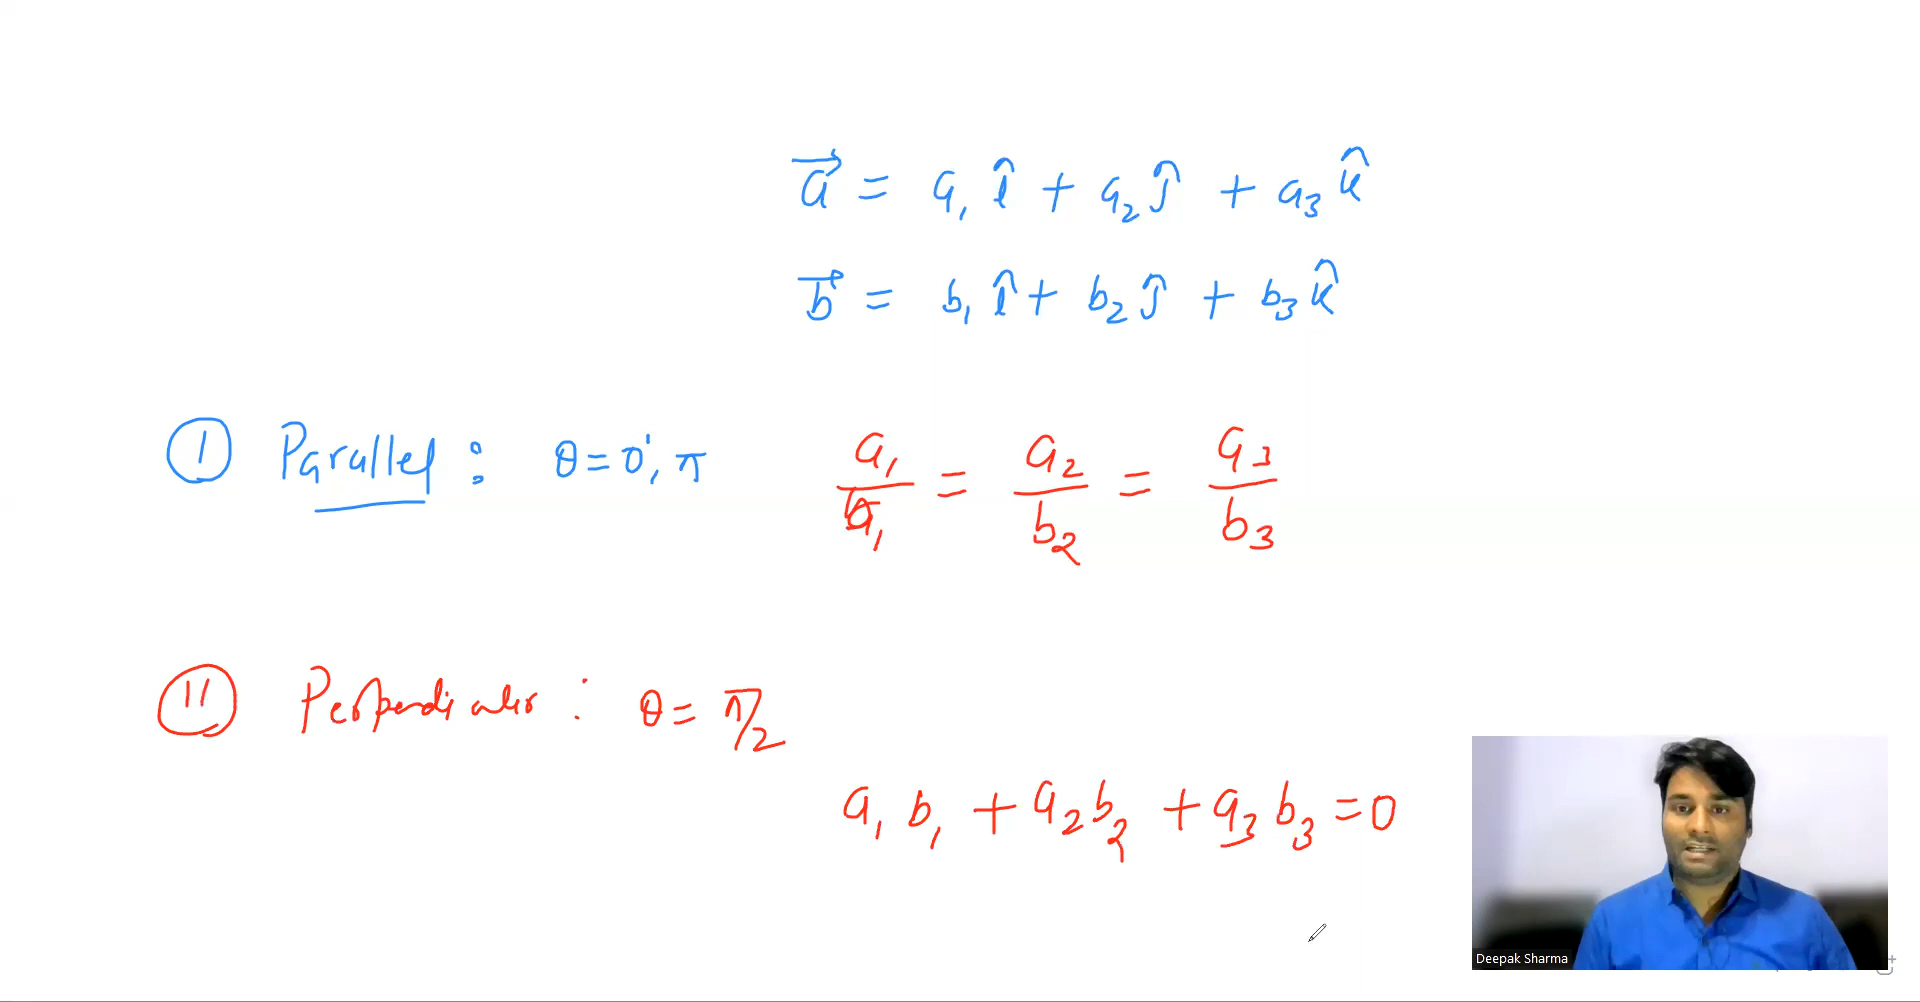 a⃗ = a₁ î + a₂ ĵ + a₃ k̂
b⃗ = b₁ î + b₂ ĵ + b₃ k̂
① Parallel : θ = 0, π a₁/b₁ = a₂/b₂ = a₃/b₃
⑪ Perpendicular : θ = π/2
a₁ b₁ + a₂ b₂ + a₃ b₃ = 0
Deepak Sharma